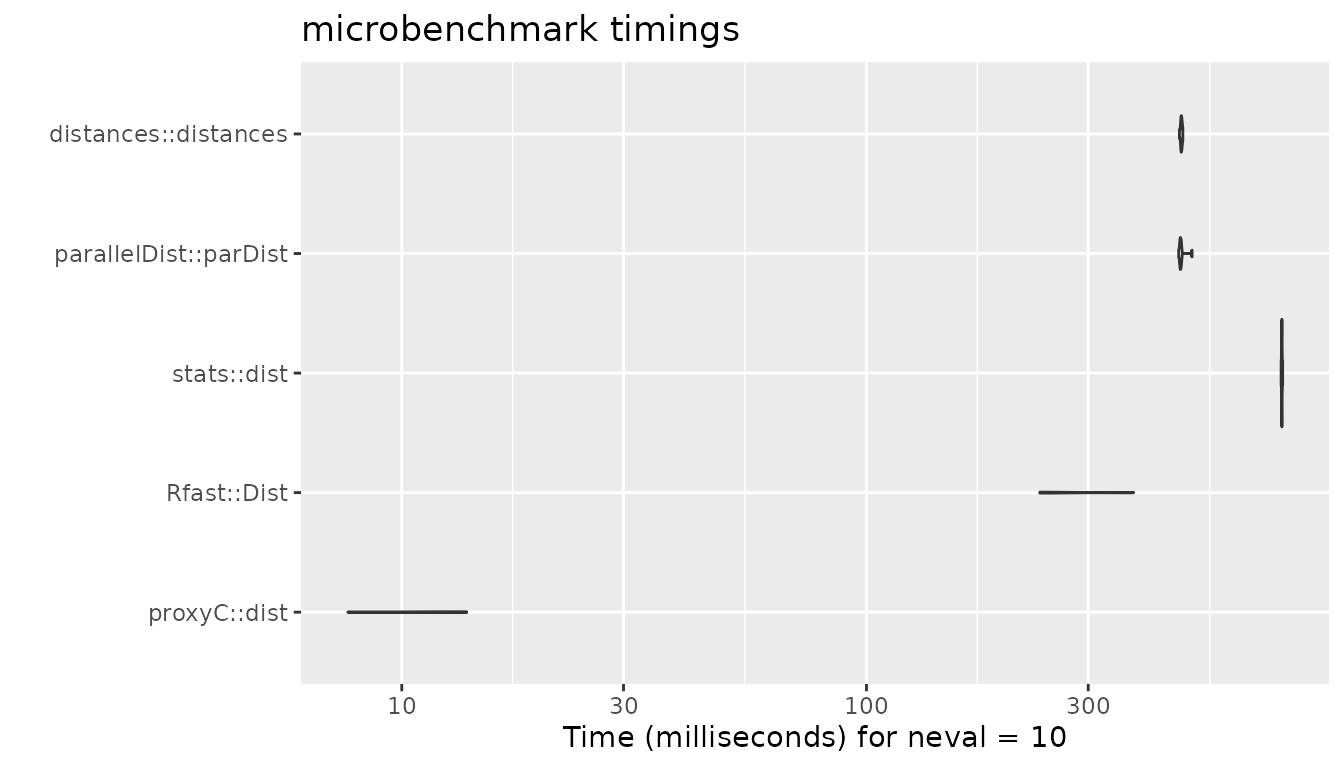 microbenchmark timings
distances::distances
parallelDist::parDist
stats::dist
Rfast::Dist
proxyC::dist
10 30 100 300
Time (milliseconds) for neval = 10